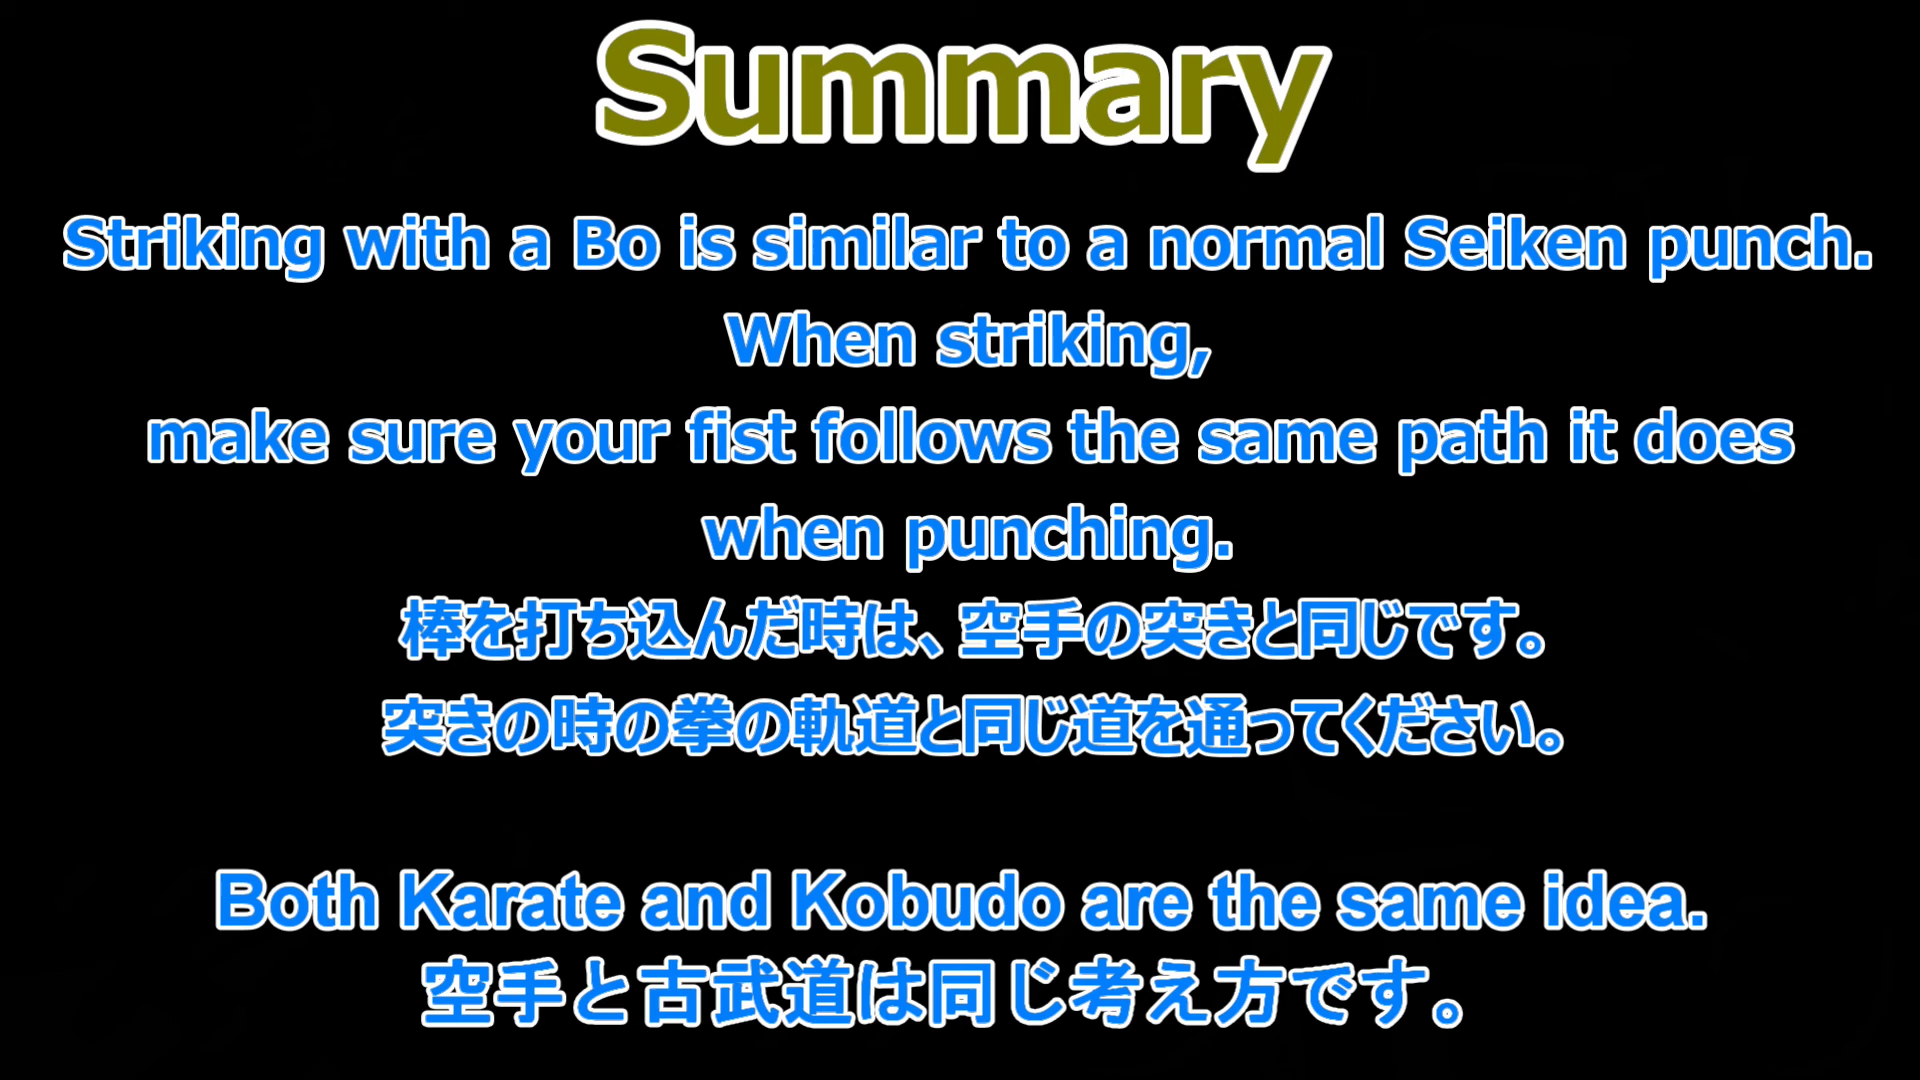 Summary
Striking with a Bo is similar to a normal Seiken punch.
When striking,
make sure your fist follows the same path it does
when punching.
棒を打ち込んだ時は、空手の突きと同じです。
突きの時の拳の軌道と同じ道を通ってください。
Both Karate and Kobudo are the same idea.
空手と古武道は同じ考え方です。